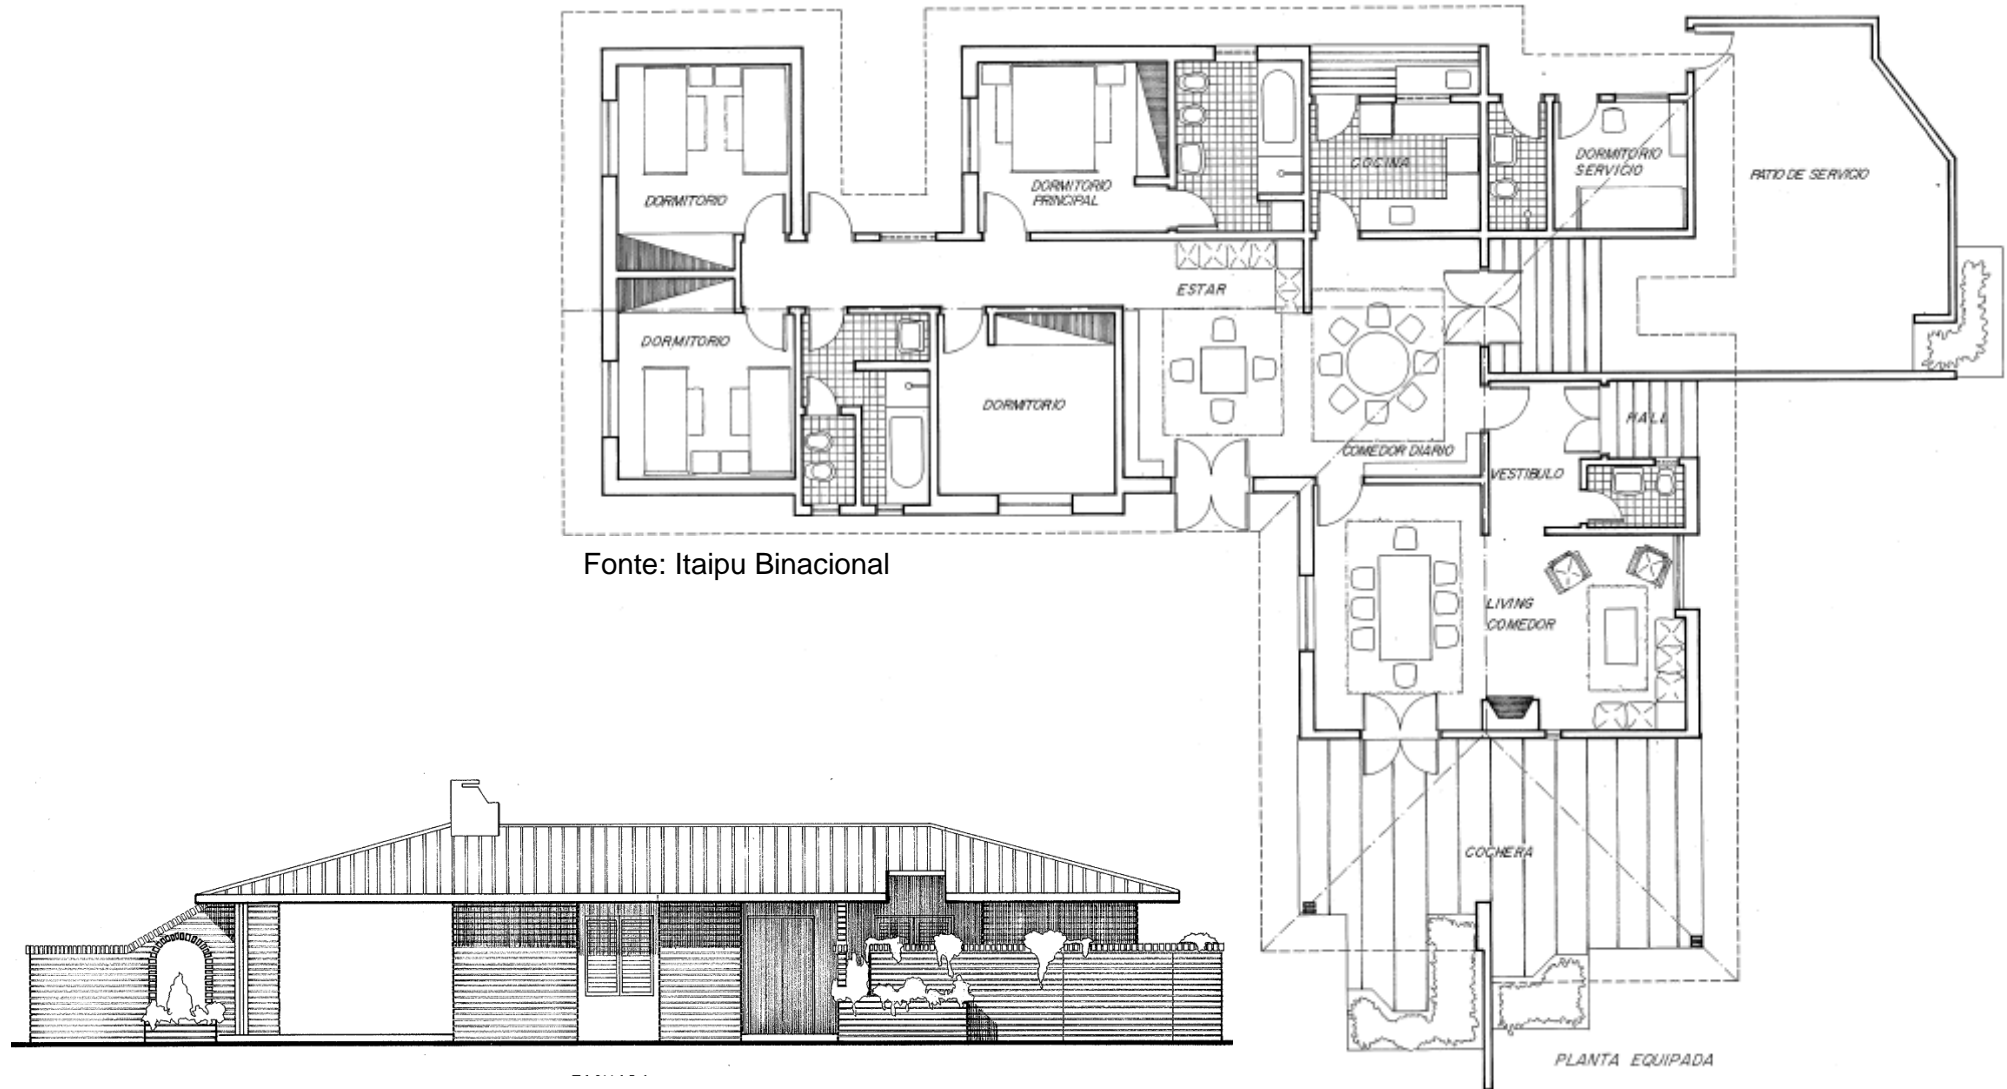 DORMITORIO
DORMITORIO
PRINCIPAL
COCINA
DORMITORIO
SERVICIO
PATIO DE SERVICIO
ESTAR
DORMITORIO
DORMITORIO
COMEDOR DIARIO
HALL
VESTIBULO
LIVING
COMEDOR
Fonte: Itaipu Binacional
COCHERA
PLANTA EQUIPADA